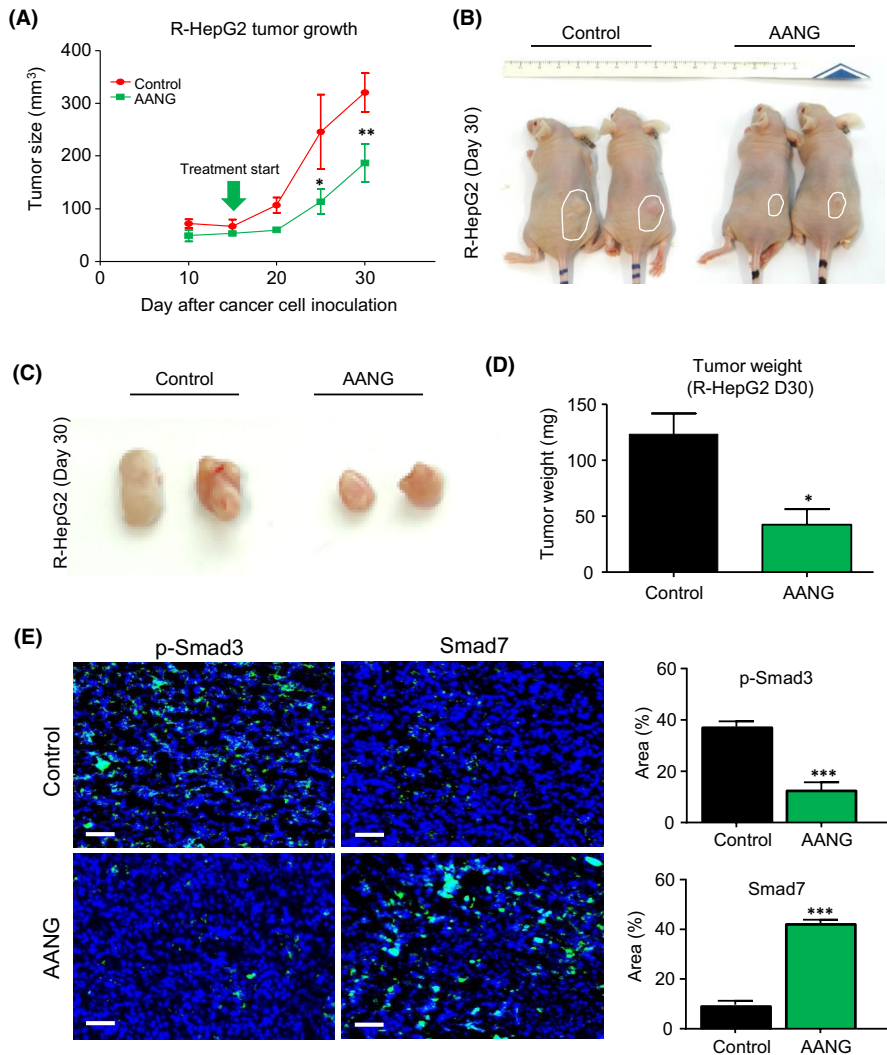 (A)
R-HepG2 tumor growth
Tumor size (mm³)
400
300
200
100
0
Control
AANG
Treatment start
*
**
0
10
20
30
Day after cancer cell inoculation
(B)
Control
AANG
R-HepG2 (Day 30)
(C)
Control
AANG
R-HepG2 (Day 30)
(D)
Tumor weight
(R-HepG2 D30)
Tumor weight (mg)
150
100
50
0
*
Control
AANG
(E)
p-Smad3
Smad7
Control
AANG
p-Smad3
Area (%)
60
40
20
0
***
Control
AANG
Smad7
Area (%)
60
40
20
0
***
Control
AANG